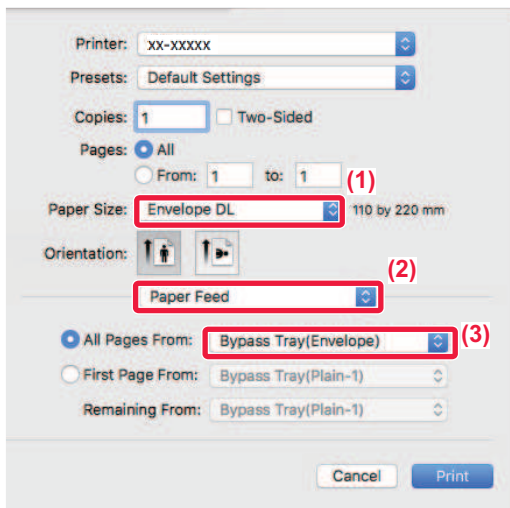 Printer: xx-xxxxx
Presets: Default Settings
Copies: 1 Two-Sided
Pages: All
From: 1 to: 1
(1)
Paper Size: Envelope DL 110 by 220 mm
Orientation:
(2)
Paper Feed
All Pages From: Bypass Tray(Envelope) (3)
First Page From: Bypass Tray(Plain-1)
Remaining From: Bypass Tray(Plain-1)
Cancel Print